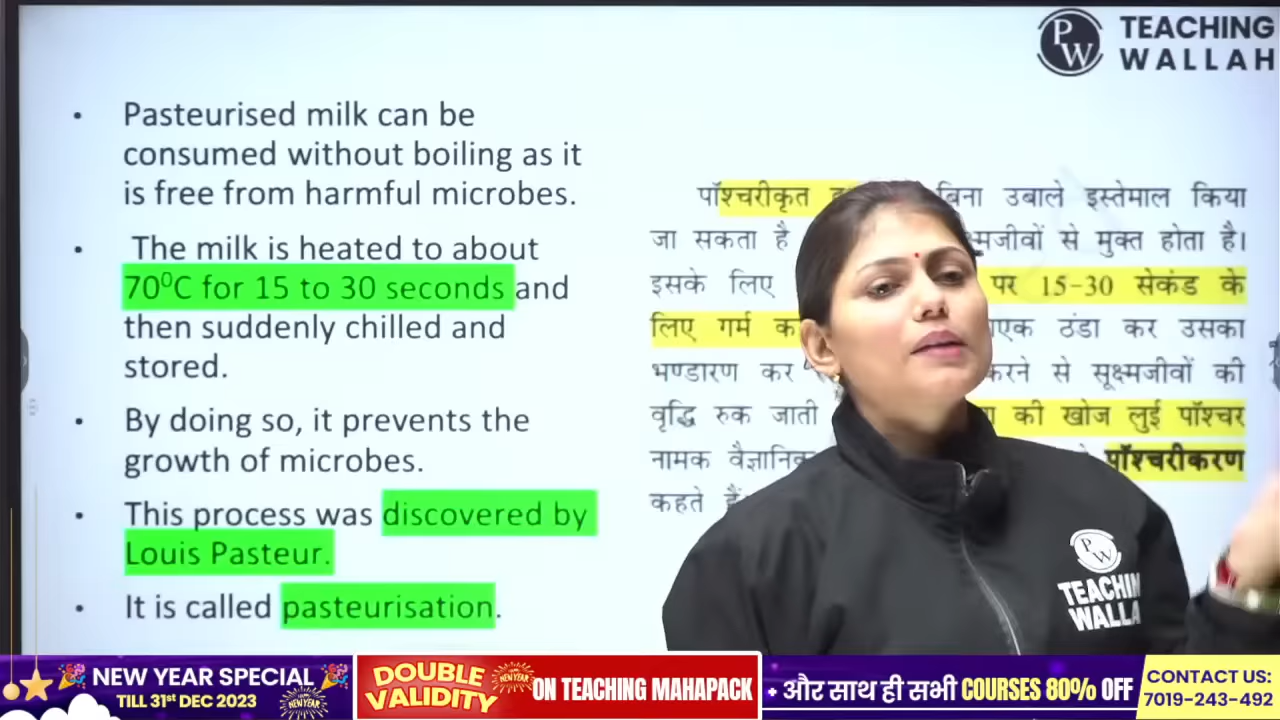 PW
TEACHING
WALLAH
• Pasteurised milk can be
consumed without boiling as it
is free from harmful microbes.
• The milk is heated to about
70⁰C for 15 to 30 seconds and
then suddenly chilled and
stored.
• By doing so, it prevents the
growth of microbes.
• This process was discovered by
Louis Pasteur.
• It is called pasteurisation.
पॉश्चरीकृत बिना उबाले इस्तेमाल किया
जा सकता है से मुक्त होता है।
इसके लिए पर 15-30 सेकंड के
लिए गर्म ठंडा कर उसका
भण्डारण कर करने से सूक्ष्मजीवों की
वृद्धि रुक जाती की खोज लुई पॉश्चर
नामक पॉश्चरीकरण
कहते हैं
PW
TEACHIN
WALLA
NEW YEAR SPECIAL
TILL 31st DEC 2023
DOUBLE
VALIDITY
ON TEACHING MAHAPACK
+ और साथ ही सभी COURSES 80% OFF
CONTACT US:
7019-243-492